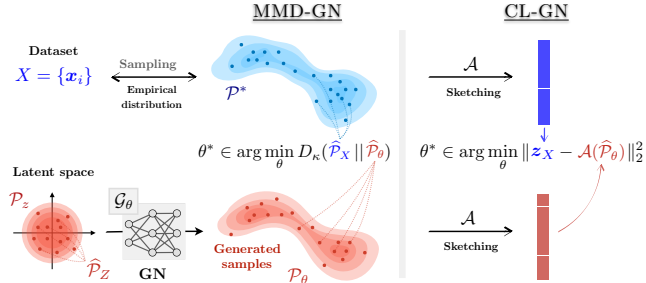 MMD-GN
CL-GN
Dataset
X = {x_i}
Sampling
Empirical
distribution
𝒫*
𝒜
Sketching
θ* ∈ arg min_θ D_κ(𝒫̂_X || 𝒫̂_θ)
θ* ∈ arg min_θ ‖z_X − 𝒜(𝒫̂_θ)‖₂²
Latent space
𝒫_z
𝒫̂_Z
𝒢_θ
GN
Generated
samples
𝒫_θ
𝒜
Sketching